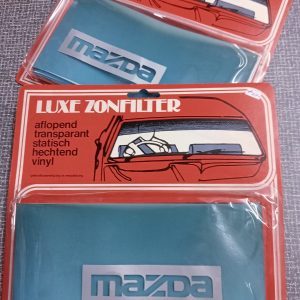 mazda
LUXE ZONFILTER
aflopend
transparant
statisch
hechtend
vinyl
mazda